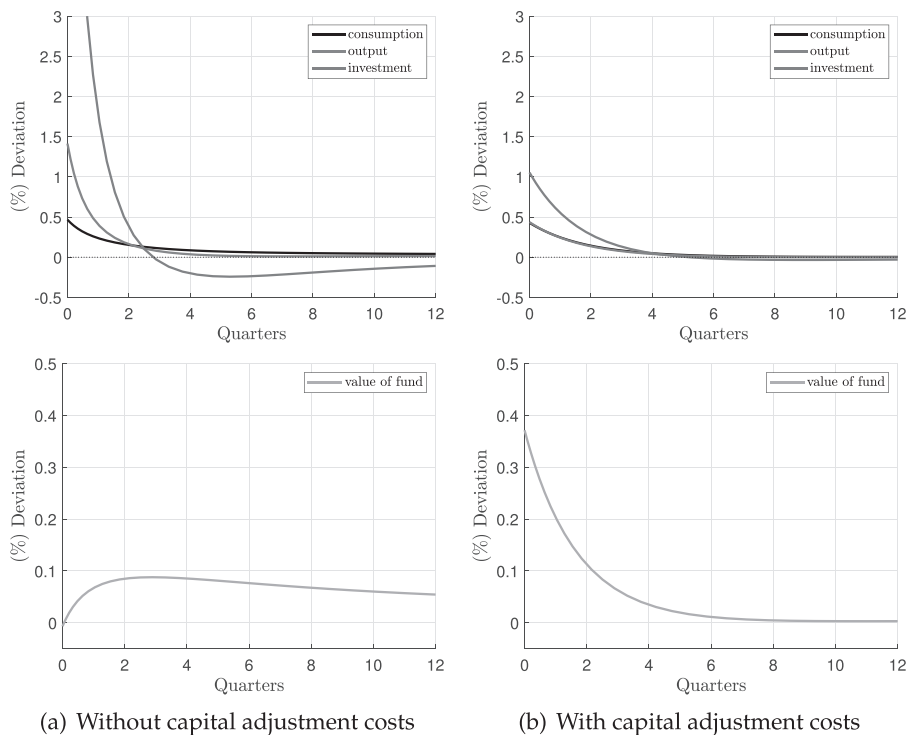 3
2.5
2
1.5
1
0.5
0
-0.5
(%) Deviation
0 2 4 6 8 10 12
Quarters
consumption
output
investment
3
2.5
2
1.5
1
0.5
0
-0.5
(%) Deviation
0 2 4 6 8 10 12
Quarters
consumption
output
investment
0.5
0.4
0.3
0.2
0.1
0
(%) Deviation
0 2 4 6 8 10 12
Quarters
value of fund
0.5
0.4
0.3
0.2
0.1
0
(%) Deviation
0 2 4 6 8 10 12
Quarters
value of fund
(a) Without capital adjustment costs
(b) With capital adjustment costs